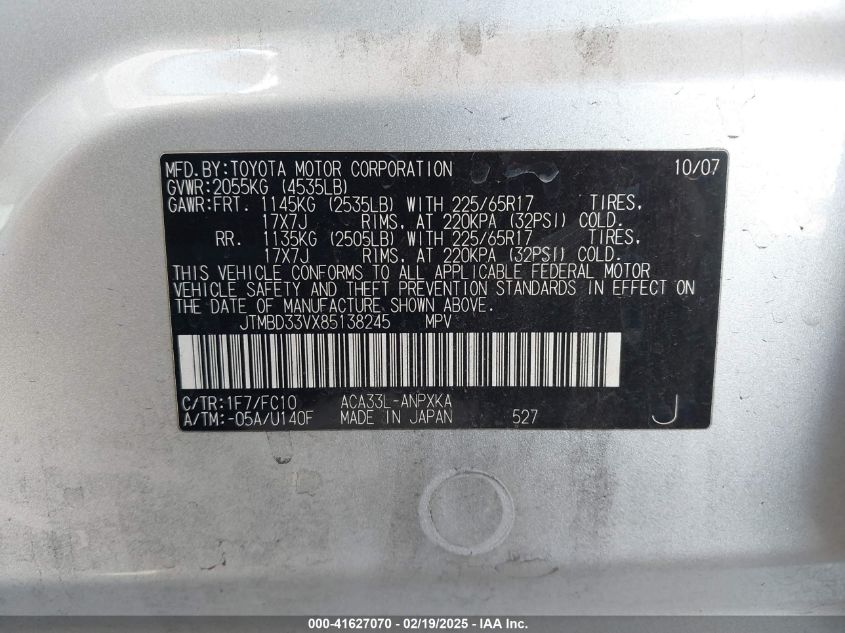 MFD.BY:TOYOTA MOTOR CORPORATION 10/07
GVWR:2055KG (4535LB)
GAWR:FRT. 1145KG (2535LB) WITH 225/65R17 TIRES,
17X7J RIMS, AT 220KPA (32PSI) COLD.
RR. 1135KG (2505LB) WITH 225/65R17 TIRES,
17X7J RIMS, AT 220KPA (32PSI) COLD.
THIS VEHICLE CONFORMS TO ALL APPLICABLE FEDERAL MOTOR
VEHICLE SAFETY AND THEFT PREVENTION STANDARDS IN EFFECT ON
THE DATE OF MANUFACTURE SHOWN ABOVE.
JTMBD33VX85138245 MPV
C/TR:1F7/FC10 ACA33L-ANPXKA
A/TM:-05A/U140F MADE IN JAPAN 527 J
000-41627070 - 02/19/2025 - IAA Inc.